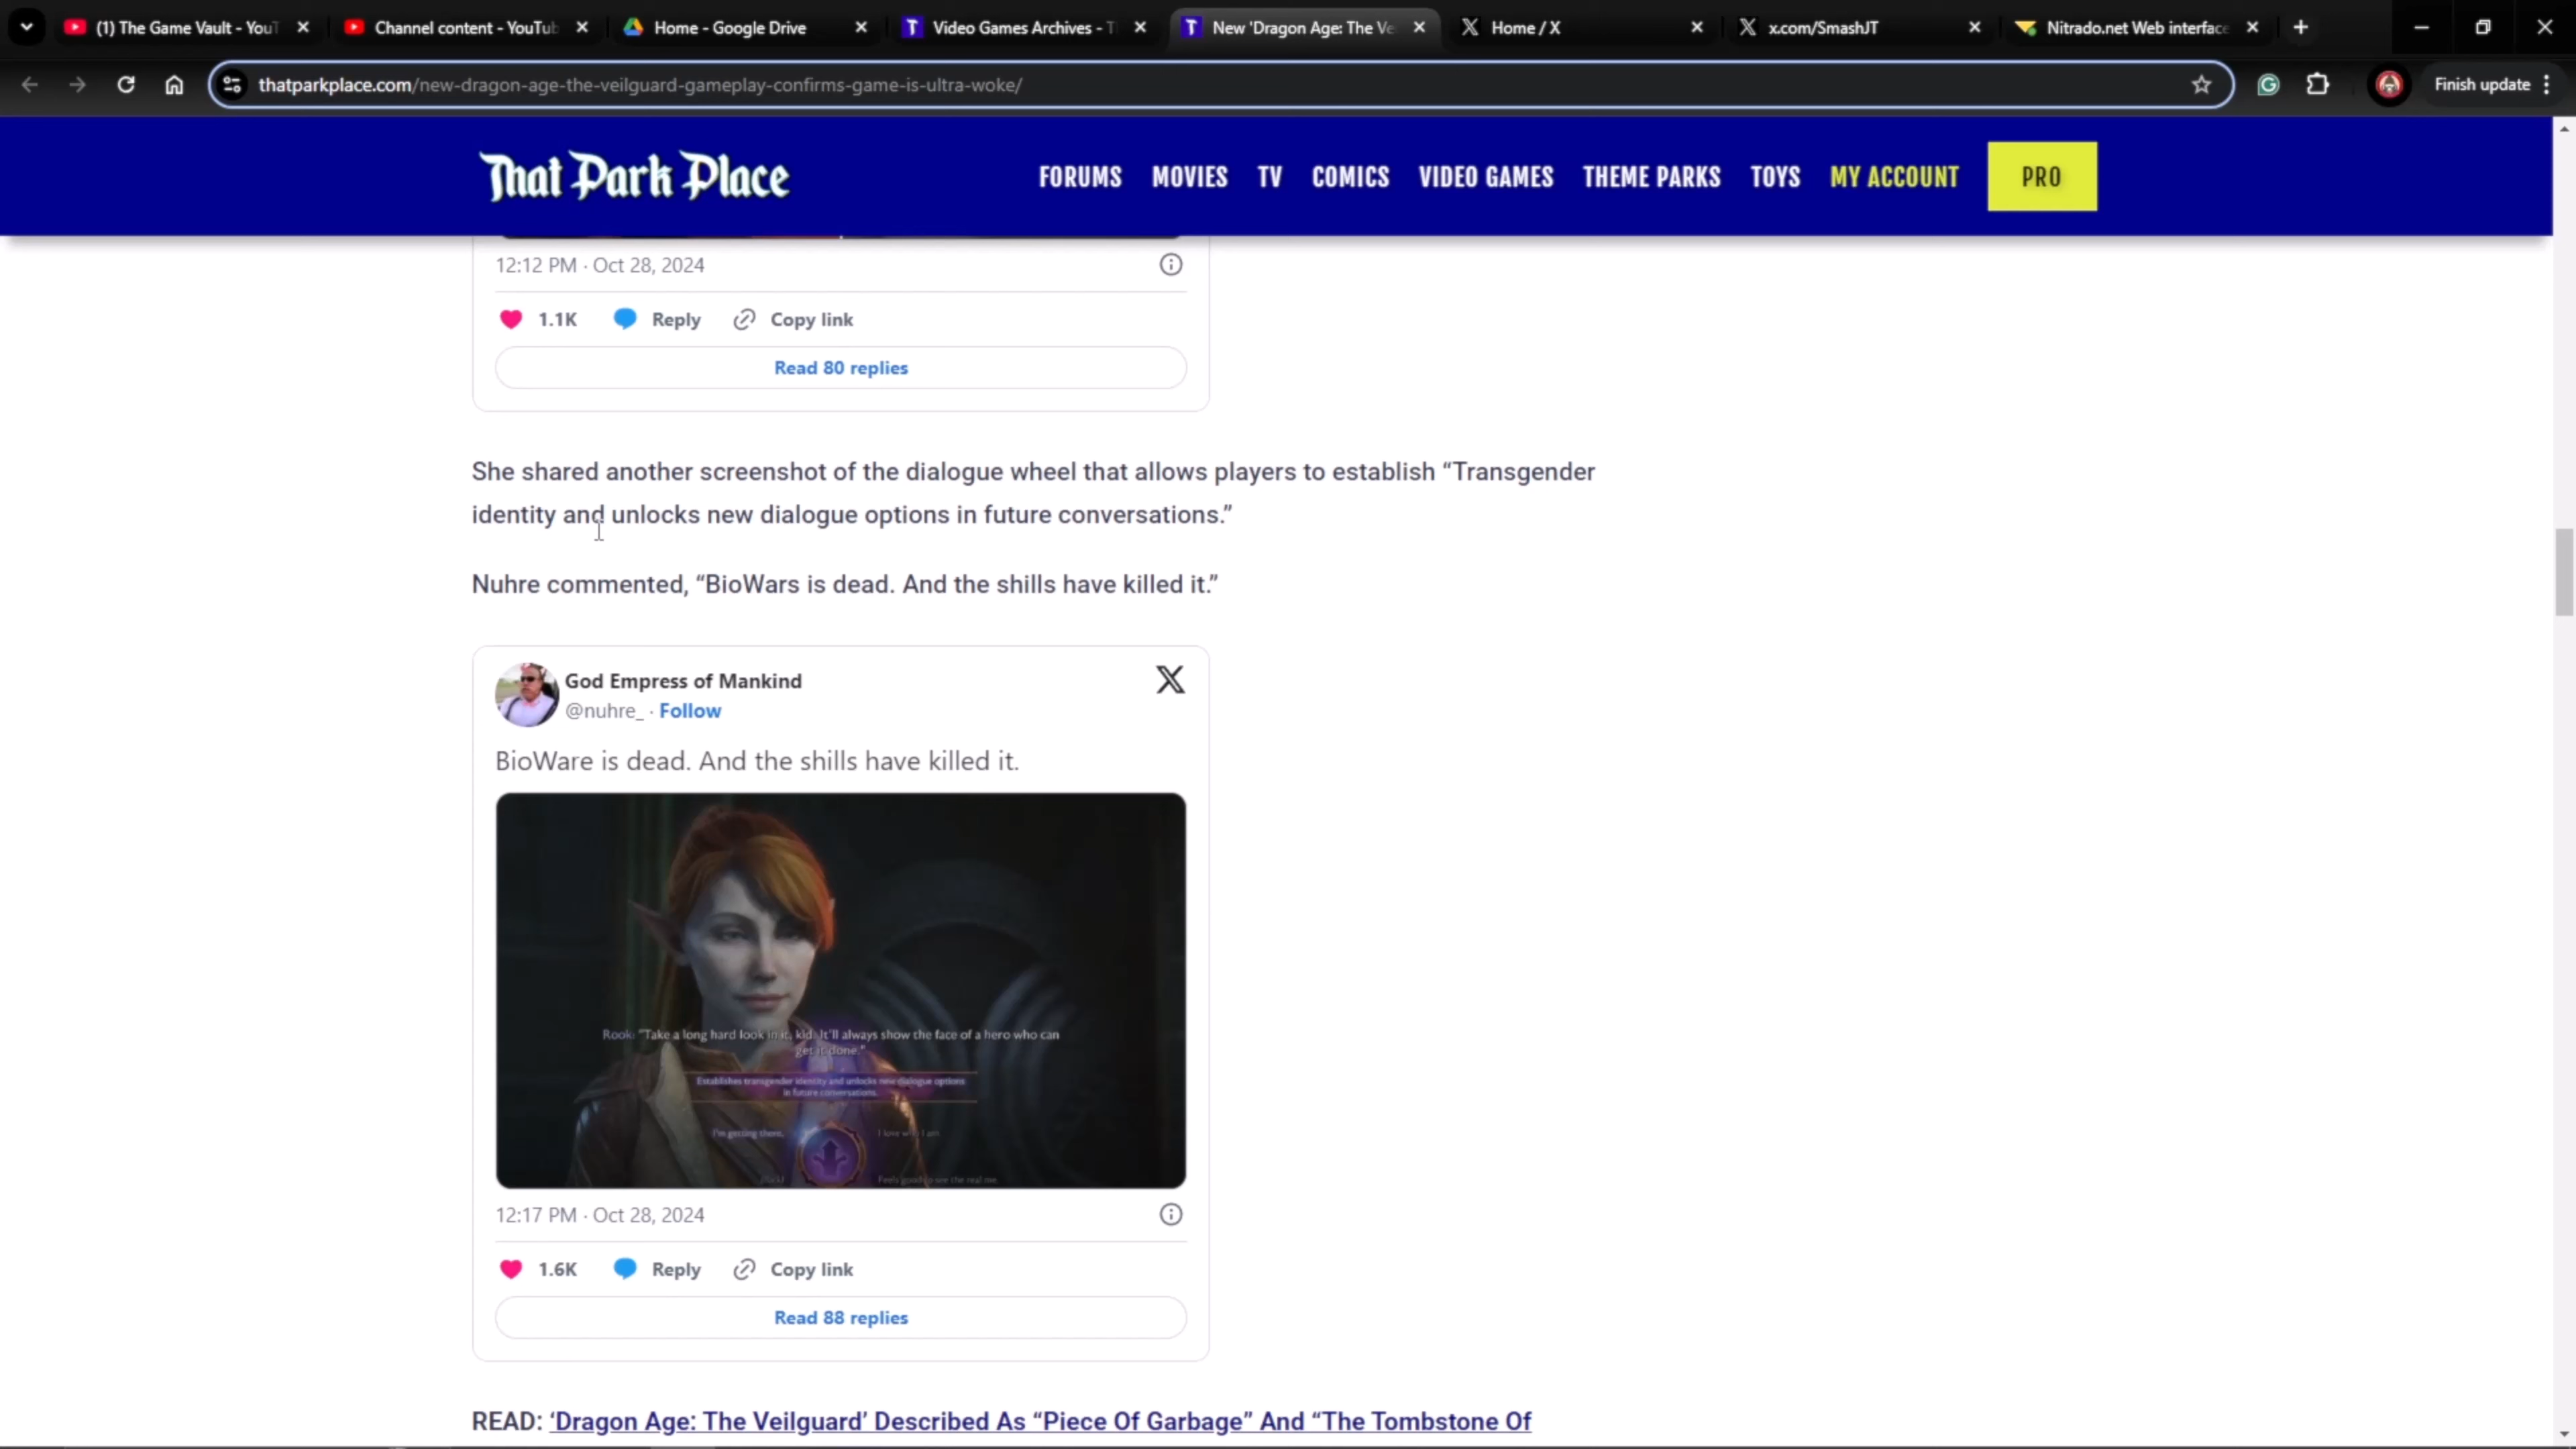 (1) The Game Vault - YouT
Channel content - YouTub
Home - Google Drive
Video Games Archives - T
New 'Dragon Age: The Ve
Home / X
x.com/SmashJT
Nitrado.net Web interface
thatparkplace.com/new-dragon-age-the-veilguard-gameplay-confirms-game-is-ultra-woke/
Finish update
That Park Place
FORUMS MOVIES TV COMICS VIDEO GAMES THEME PARKS TOYS MY ACCOUNT PRO
12:12 PM · Oct 28, 2024
1.1K Reply Copy link
Read 80 replies
She shared another screenshot of the dialogue wheel that allows players to establish “Transgender
identity and unlocks new dialogue options in future conversations.”
Nuhre commented, “BioWars is dead. And the shills have killed it.”
God Empress of Mankind
@nuhre_ · Follow
BioWare is dead. And the shills have killed it.
Rook: "Take a long hard look in it, kid. It'll always show the face of a hero who can
get it done."
Establishes transgender identity and unlocks new dialogue options
in future conversations.
I'm getting there. I love who I am
Feels good to see the real me.
12:17 PM · Oct 28, 2024
1.6K Reply Copy link
Read 88 replies
READ: ‘Dragon Age: The Veilguard’ Described As “Piece Of Garbage” And “The Tombstone Of